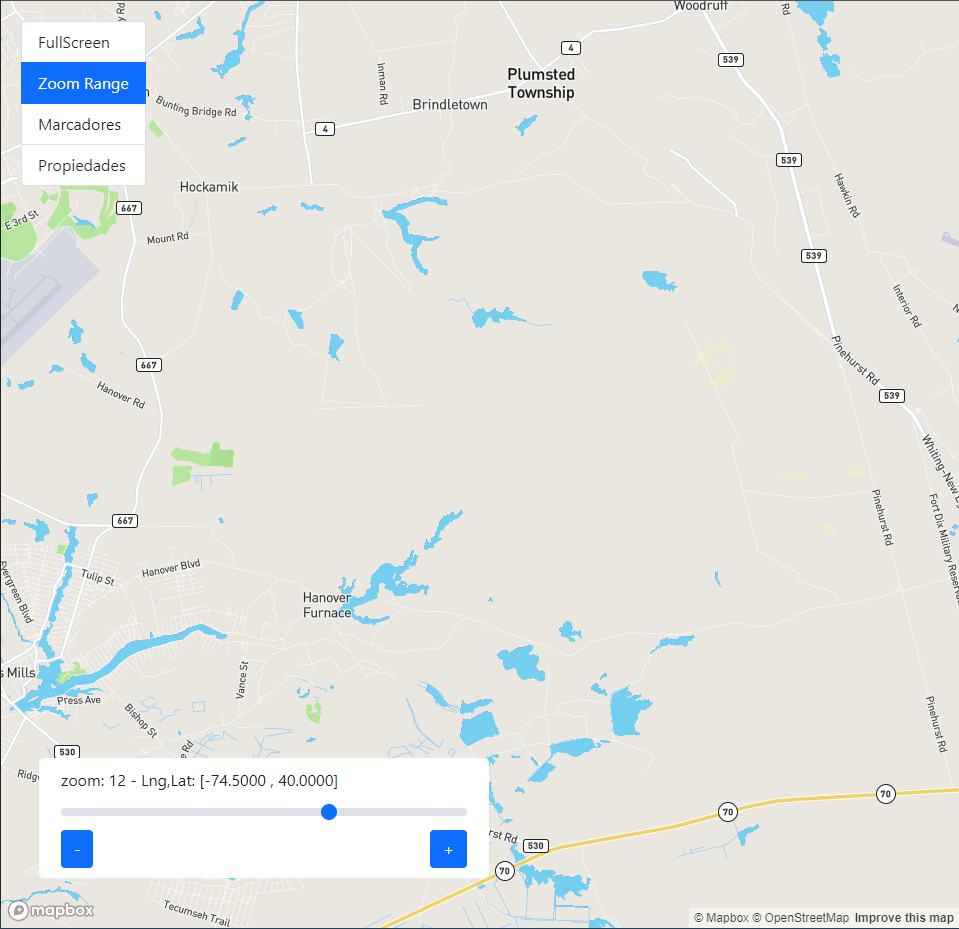 Woodruff
Rd
Rd
FullScreen
4
539
Zoom Range
Inman Rd
Plumsted
Township
Brindletown
Bunting Bridge Rd
Marcadores
4
539
Propiedades
Hockamik
Hawkin Rd
667
E 3rd St
Mount Rd
539
Interior Rd
Pinehurst Rd
667
Hanover Rd
539
Whiting-New
667
Pinehurst Rd
Fort Dix Military Reserva
Evergreen Blvd
Hanover Blvd
Tulip St
Hanover
Furnace
s Mills
Vance St
Press Ave
Bishop St
Pinehurst Rd
e Rd
530
Ridg
zoom: 12 - Lng,Lat: [-74.5000 , 40.0000]
70
70
rst Rd
530
-
+
70
Tecumseh Trail
mapbox
© Mapbox © OpenStreetMap Improve this map